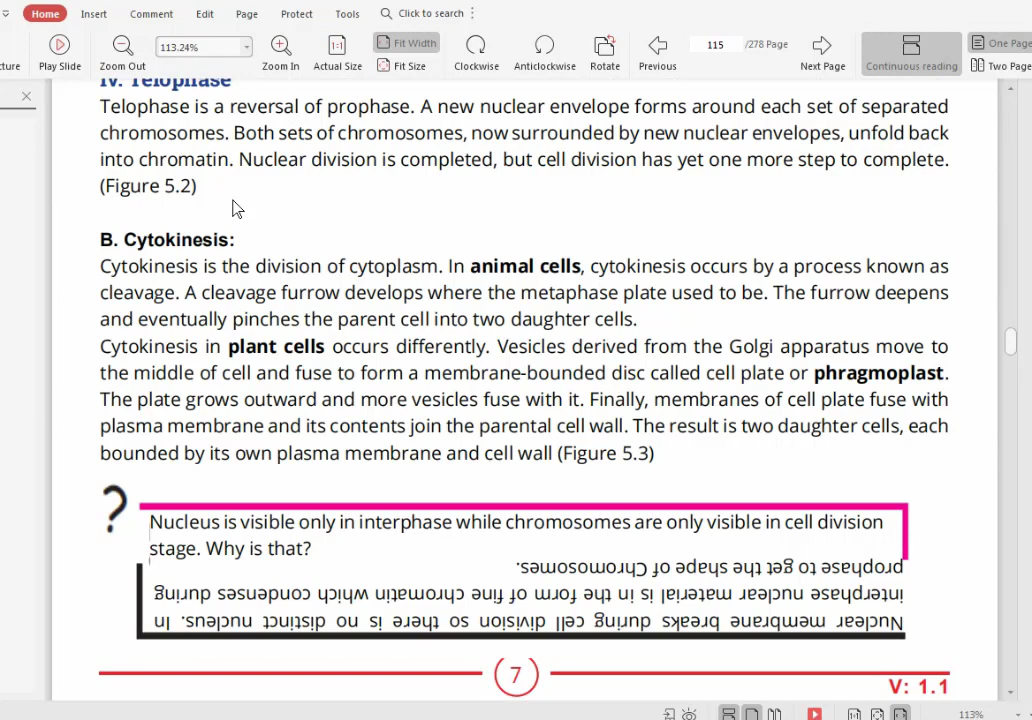 Home Insert Comment Edit Page Protect Tools Click to search
113.24% Fit Width 115 /278 Page One Page
Play Slide Zoom Out Zoom In Actual Size Fit Size Clockwise Anticlockwise Rotate Previous Next Page Continuous reading Two Page
IV. Telophase
Telophase is a reversal of prophase. A new nuclear envelope forms around each set of separated
chromosomes. Both sets of chromosomes, now surrounded by new nuclear envelopes, unfold back
into chromatin. Nuclear division is completed, but cell division has yet one more step to complete.
(Figure 5.2)
B. Cytokinesis:
Cytokinesis is the division of cytoplasm. In animal cells, cytokinesis occurs by a process known as
cleavage. A cleavage furrow develops where the metaphase plate used to be. The furrow deepens
and eventually pinches the parent cell into two daughter cells.
Cytokinesis in plant cells occurs differently. Vesicles derived from the Golgi apparatus move to
the middle of cell and fuse to form a membrane-bounded disc called cell plate or phragmoplast.
The plate grows outward and more vesicles fuse with it. Finally, membranes of cell plate fuse with
plasma membrane and its contents join the parental cell wall. The result is two daughter cells, each
bounded by its own plasma membrane and cell wall (Figure 5.3)
?
Nucleus is visible only in interphase while chromosomes are only visible in cell division
stage. Why is that?
Nuclear membrane breaks during cell division so there is no distinct nucleus. In
interphase nuclear material is in the form of fine chromatin which condenses during
prophase to get the shape of Chromosomes.
7
V: 1.1
113%